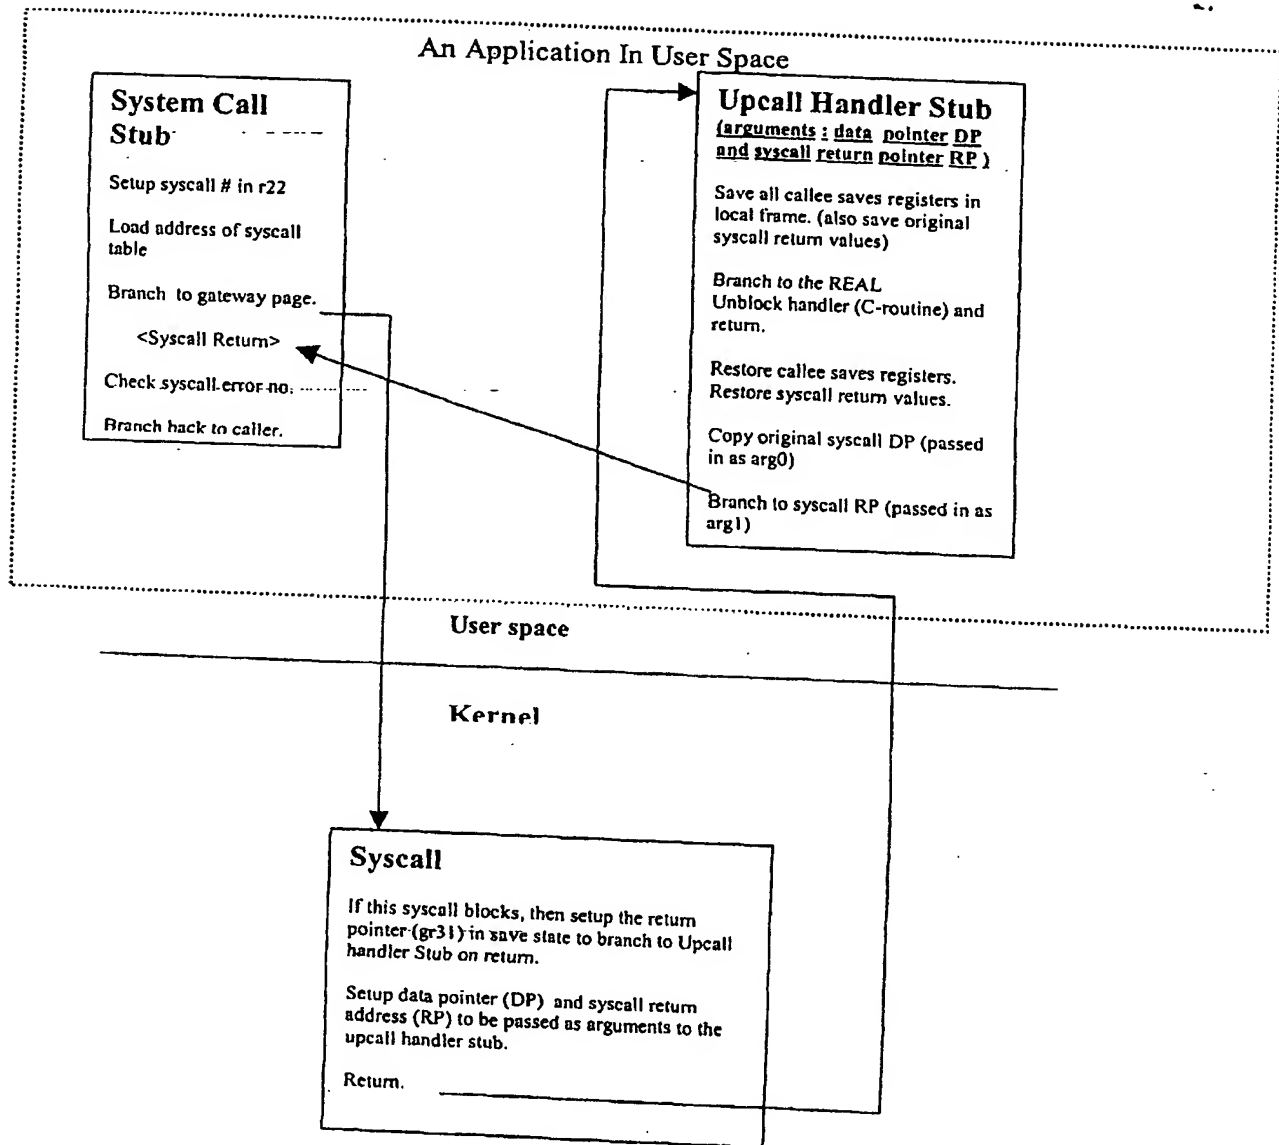 An Application In User Space
System Call
Stub
Setup syscall # in r22
Load address of syscall
table
Branch to gateway page.
<Syscall Return>
Check syscall error no.
Branch back to caller.
Upcall Handler Stub
(arguments : data pointer DP
and syscall return pointer RP )
Save all callee saves registers in
local frame. (also save original
syscall return values)
Branch to the REAL
Unblock handler (C-routine) and
return.
Restore callee saves registers.
Restore syscall return values.
Copy original syscall DP (passed
in as arg0)
Branch to syscall RP (passed in as
arg1)
User space
Kernel
Syscall
If this syscall blocks, then setup the return
pointer (gr31) in save state to branch to Upcall
handler Stub on return.
Setup data pointer (DP) and syscall return
address (RP) to be passed as arguments to the
upcall handler stub.
Return.